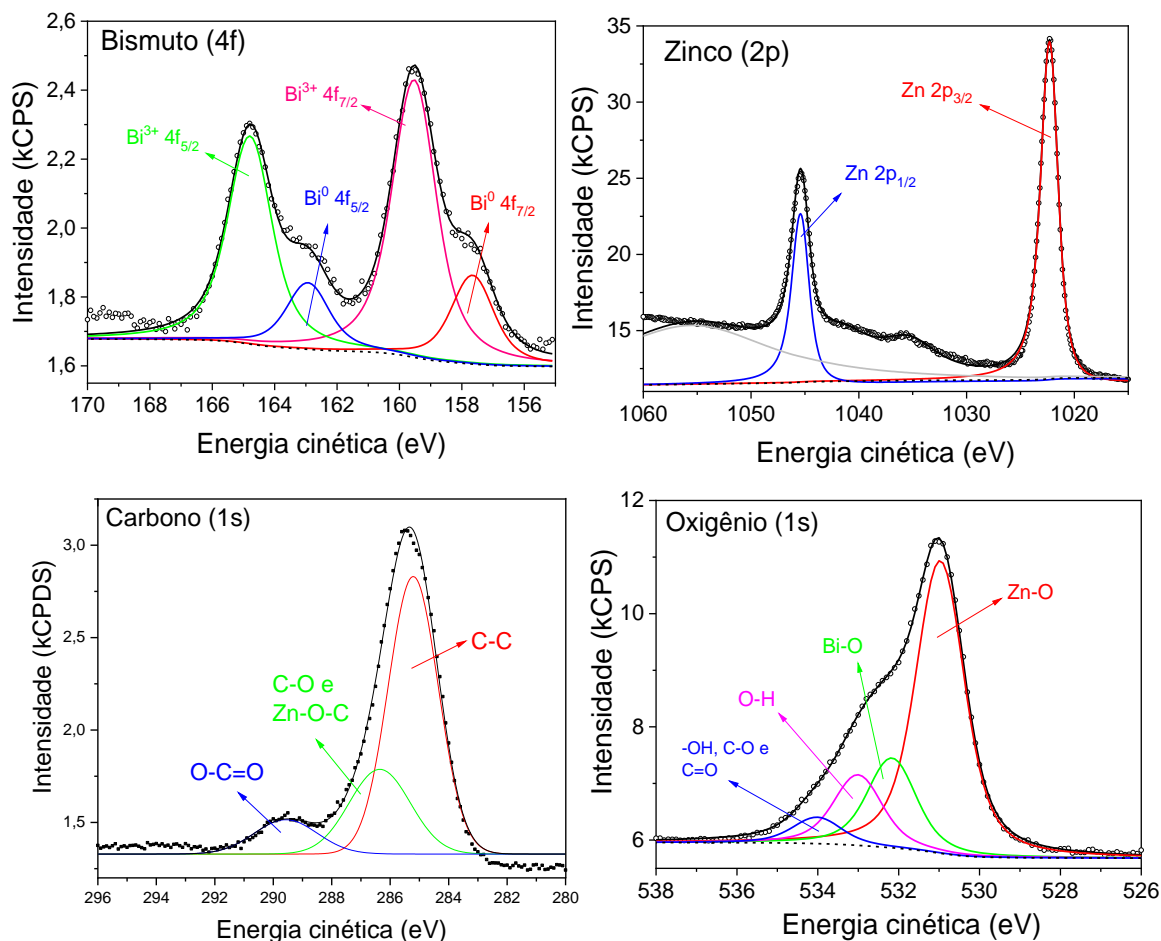 Bismuto (4f)
2,6
2,4
2,2
2,0
1,8
1,6
Intensidade (kCPS)
Bi³⁺ 4f₇/₂
Bi³⁺ 4f₅/₂
Bi⁰ 4f₅/₂
Bi⁰ 4f₇/₂
170 168 166 164 162 160 158 156
Energia cinética (eV)
Zinco (2p)
35
30
25
20
15
Intensidade (kCPS)
Zn 2p₃/₂
Zn 2p₁/₂
1060 1050 1040 1030 1020
Energia cinética (eV)
Carbono (1s)
3,0
2,5
2,0
1,5
Intensidade (kCPDS)
C-C
C-O e
Zn-O-C
O-C=O
296 294 292 290 288 286 284 282 280
Energia cinética (eV)
Oxigênio (1s)
12
10
8
6
Intensidade (kCPS)
Zn-O
Bi-O
O-H
-OH, C-O e
C=O
538 536 534 532 530 528 526
Energia cinética (eV)